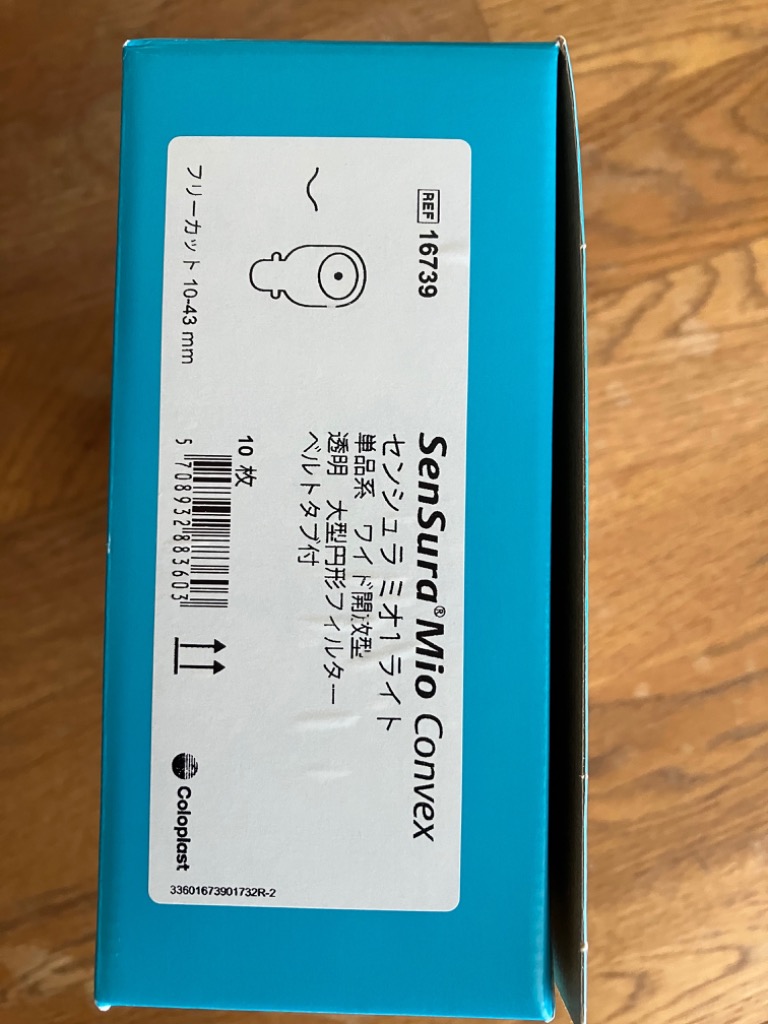 REF 16739
SenSura® Mio Convex
センシュラ ミオ1 ライト
単品系　ワイド開放型
透明　大型円形フィルター
ベルトタブ付
フリーカット 10-43 mm
10 枚
5 708932 883603
Coloplast
33601673901732R-2